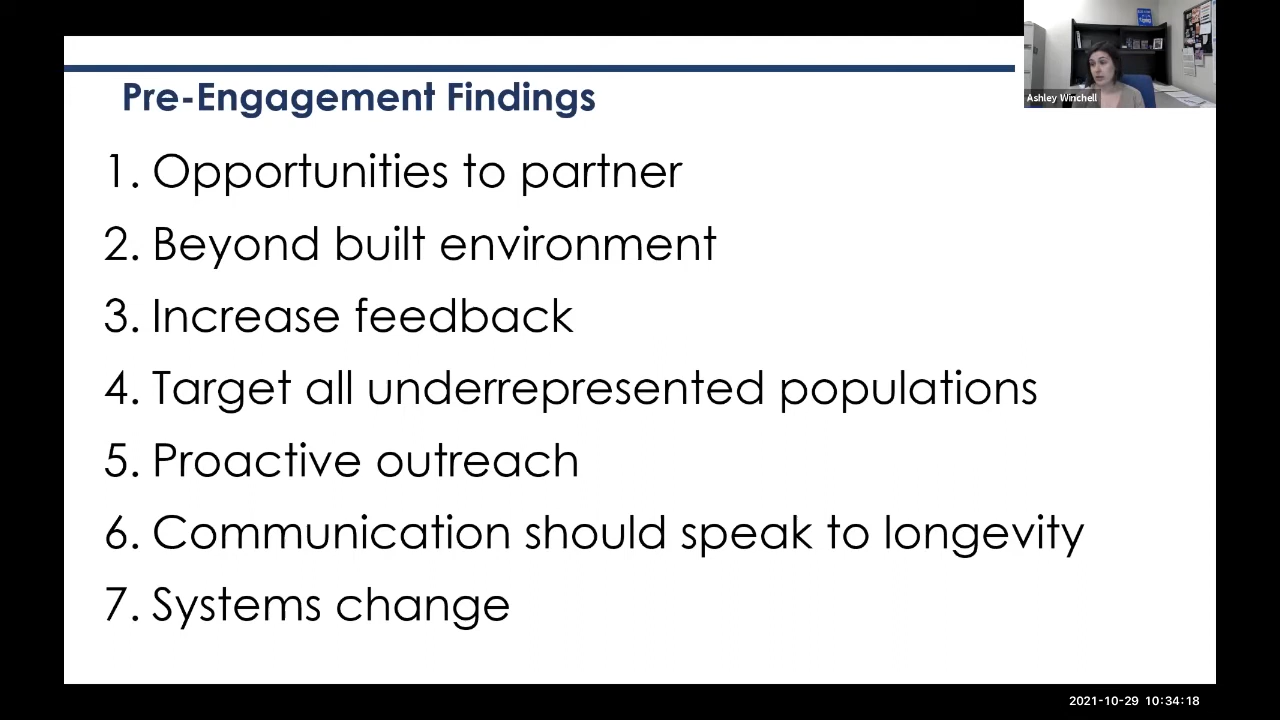 Pre-Engagement Findings
Ashley Winchell
1. Opportunities to partner
2. Beyond built environment
3. Increase feedback
4. Target all underrepresented populations
5. Proactive outreach
6. Communication should speak to longevity
7. Systems change
2021-10-29 10:34:18